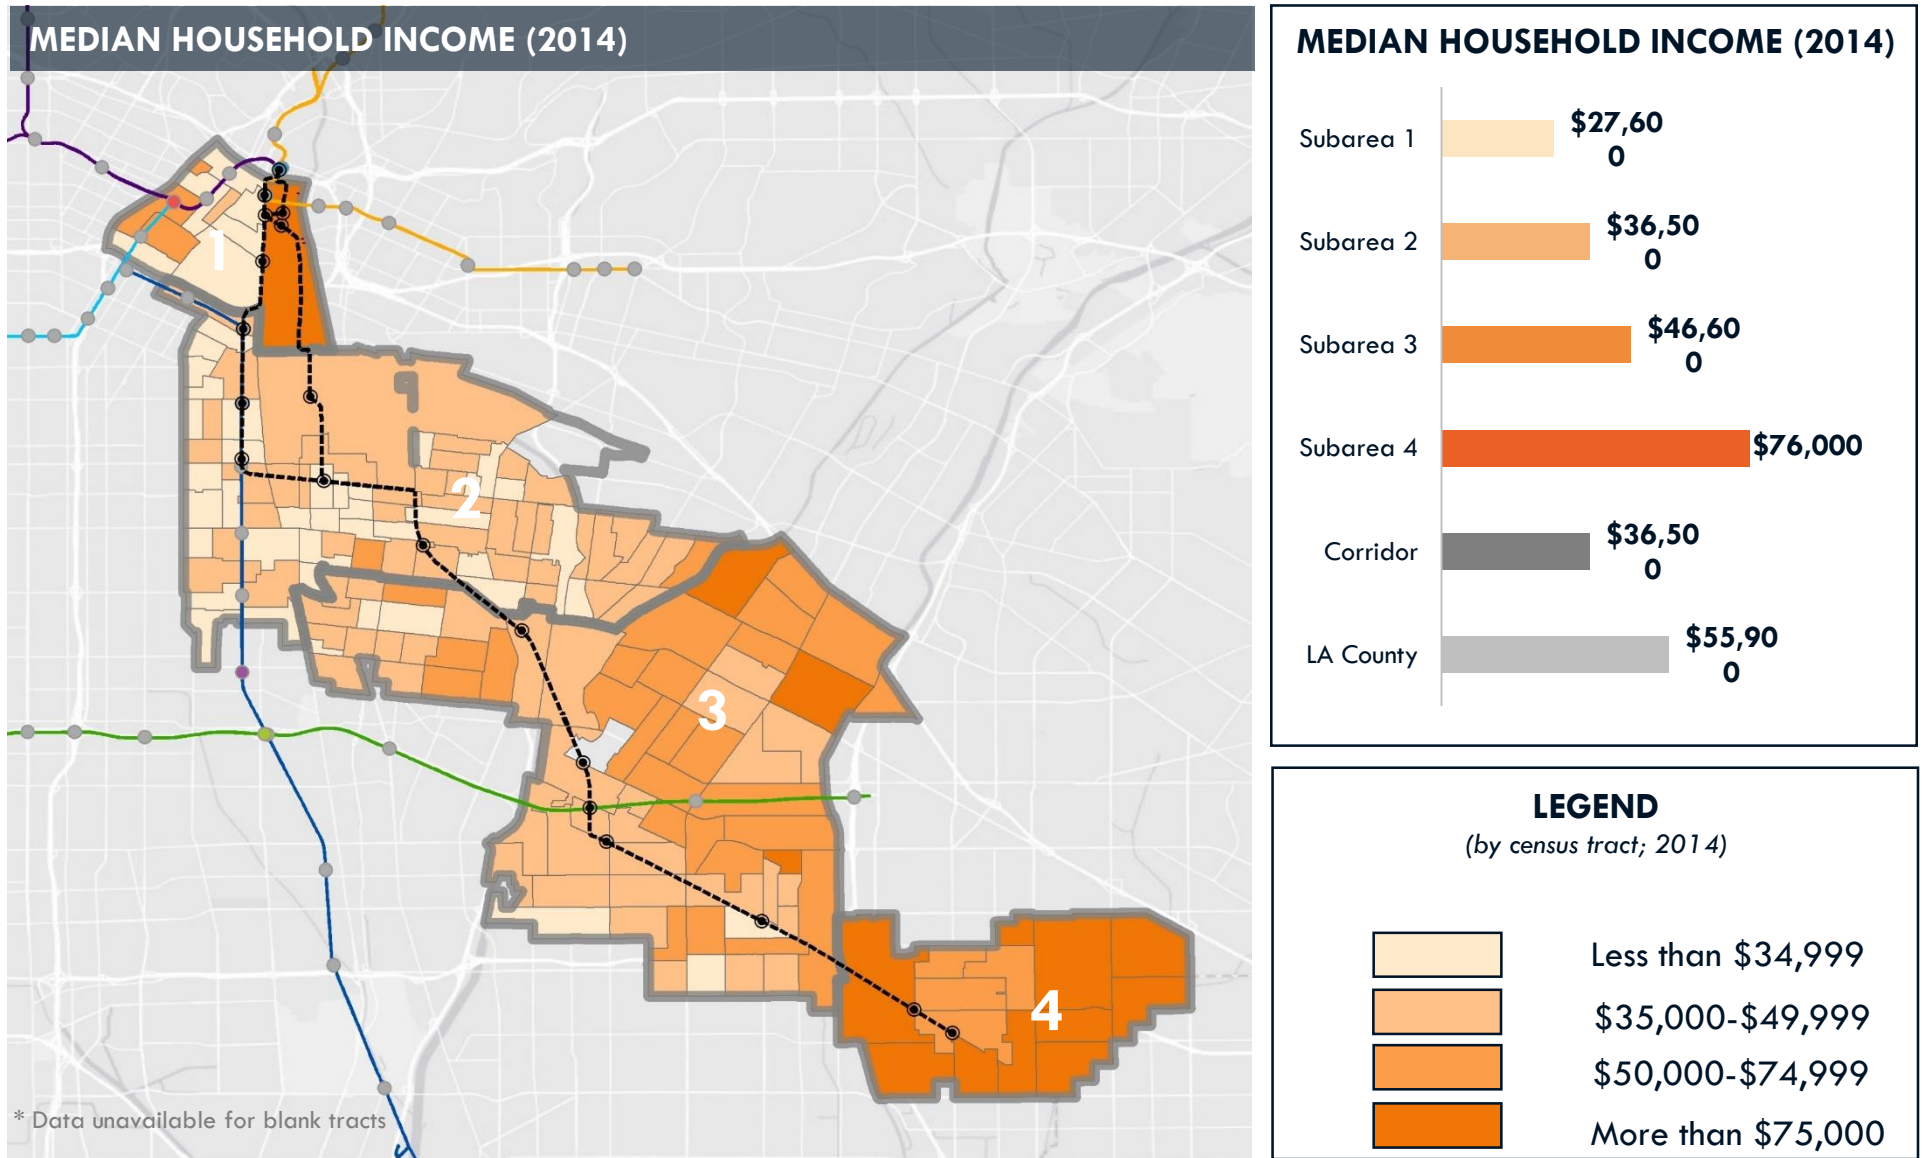 MEDIAN HOUSEHOLD INCOME (2014)
1
2
3
4
* Data unavailable for blank tracts
MEDIAN HOUSEHOLD INCOME (2014)
Subarea 1
$27,60
0
Subarea 2
$36,50
0
Subarea 3
$46,60
0
Subarea 4
$76,000
Corridor
$36,50
0
LA County
$55,90
0
LEGEND
(by census tract; 2014)
Less than $34,999
$35,000-$49,999
$50,000-$74,999
More than $75,000